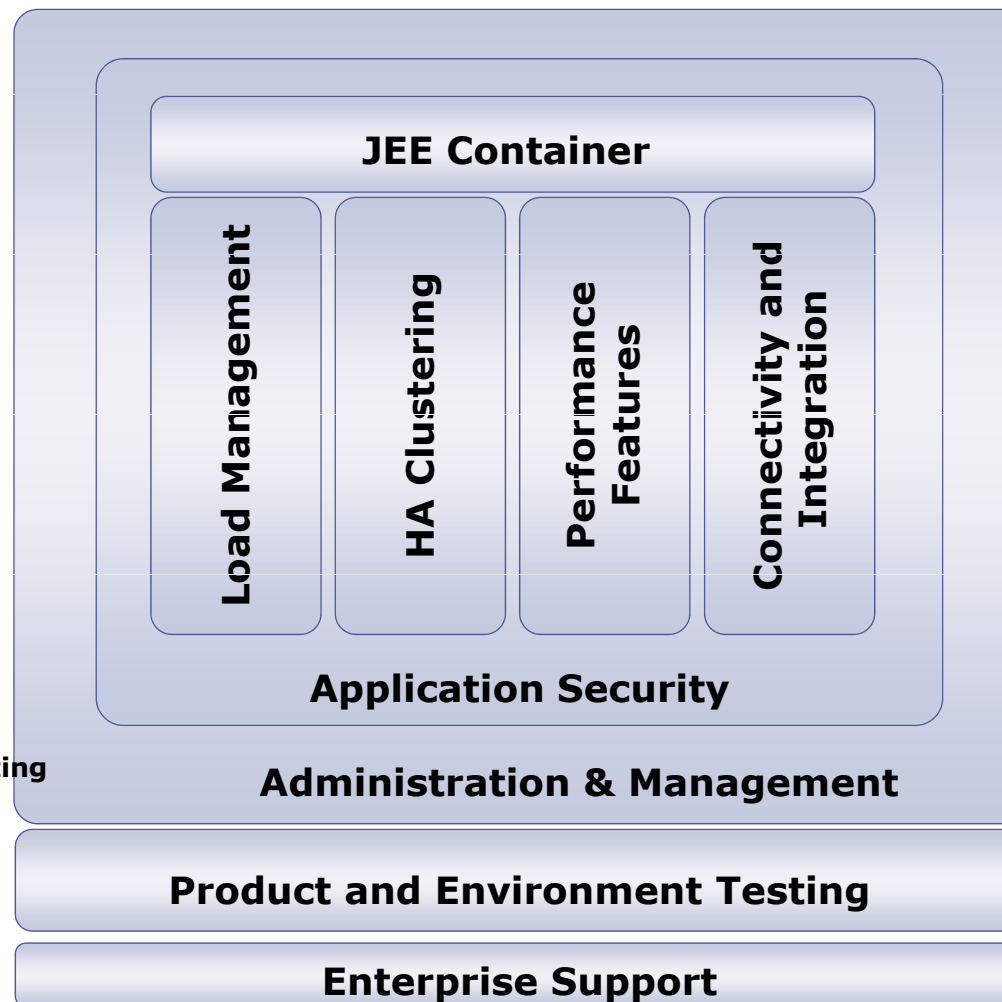 JEE Container
Load Management
HA Clustering
Performance
Features
Connectivity and
Integration
Application Security
ing
Administration & Management
Product and Environment Testing
Enterprise Support